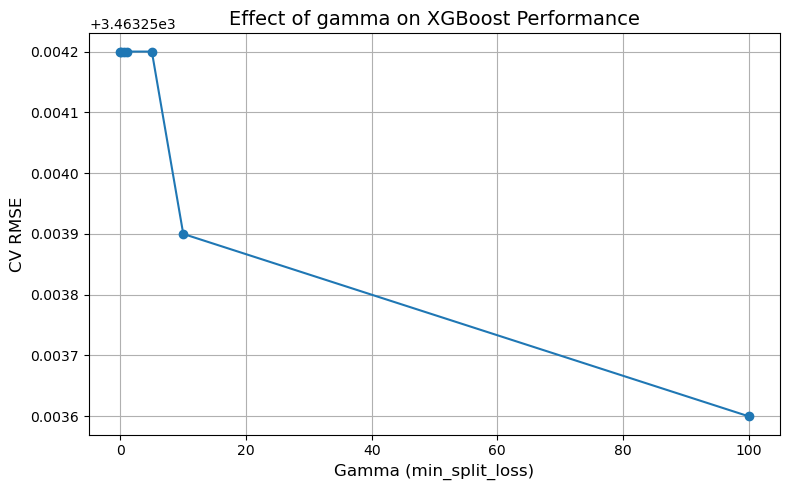 Effect of gamma on XGBoost Performance
+3.46325e3
0.0042
0.0041
0.0040
0.0039
0.0038
0.0037
0.0036
CV RMSE
0 20 40 60 80 100
Gamma (min_split_loss)